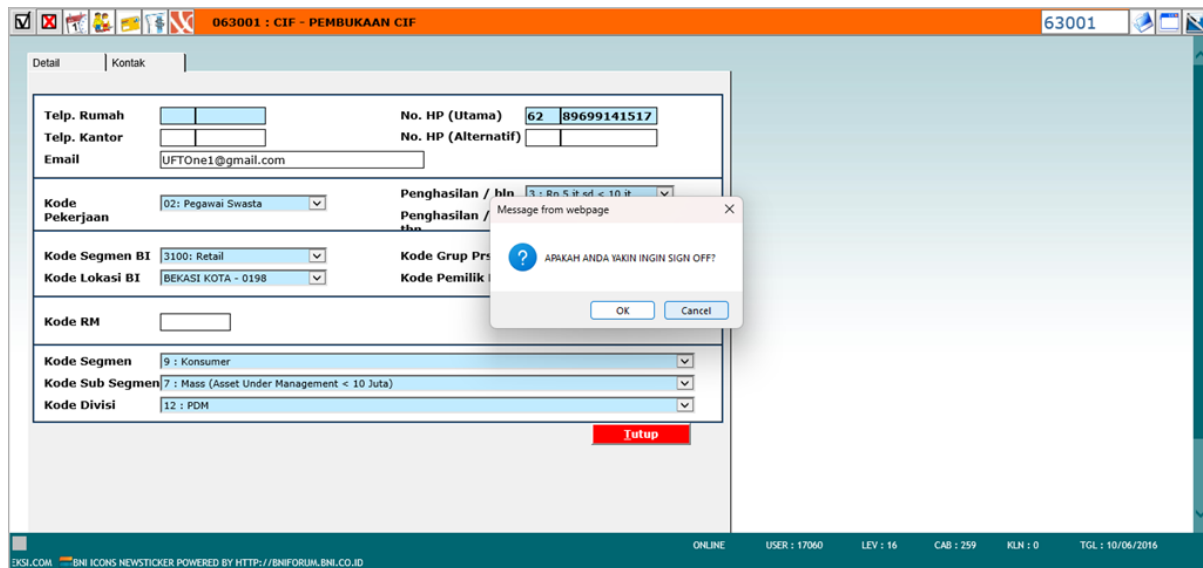 063001 : CIF - PEMBUKAAN CIF
63001
Detail
Kontak
Telp. Rumah
No. HP (Utama) 62 89699141517
Telp. Kantor
No. HP (Alternatif)
Email UFTOne1@gmail.com
Kode Pekerjaan 02: Pegawai Swasta
Penghasilan / bln 3 : Rp 5 jt sd < 10 jt
Penghasilan / thn
Kode Segmen BI 3100: Retail
Kode Grup Prs
Kode Lokasi BI BEKASI KOTA - 0198
Kode Pemilik
Message from webpage
APAKAH ANDA YAKIN INGIN SIGN OFF?
OK
Cancel
Kode RM
Kode Segmen 9 : Konsumer
Kode Sub Segmen 7 : Mass (Asset Under Management < 10 Juta)
Kode Divisi 12 : PDM
Tutup
ONLINE USER : 17060 LEV : 16 CAB : 259 KLN : 0 TGL : 10/06/2016
EKSI.COM BNI ICONS NEWSTICKER POWERED BY HTTP://BNIFORUM.BNI.CO.ID